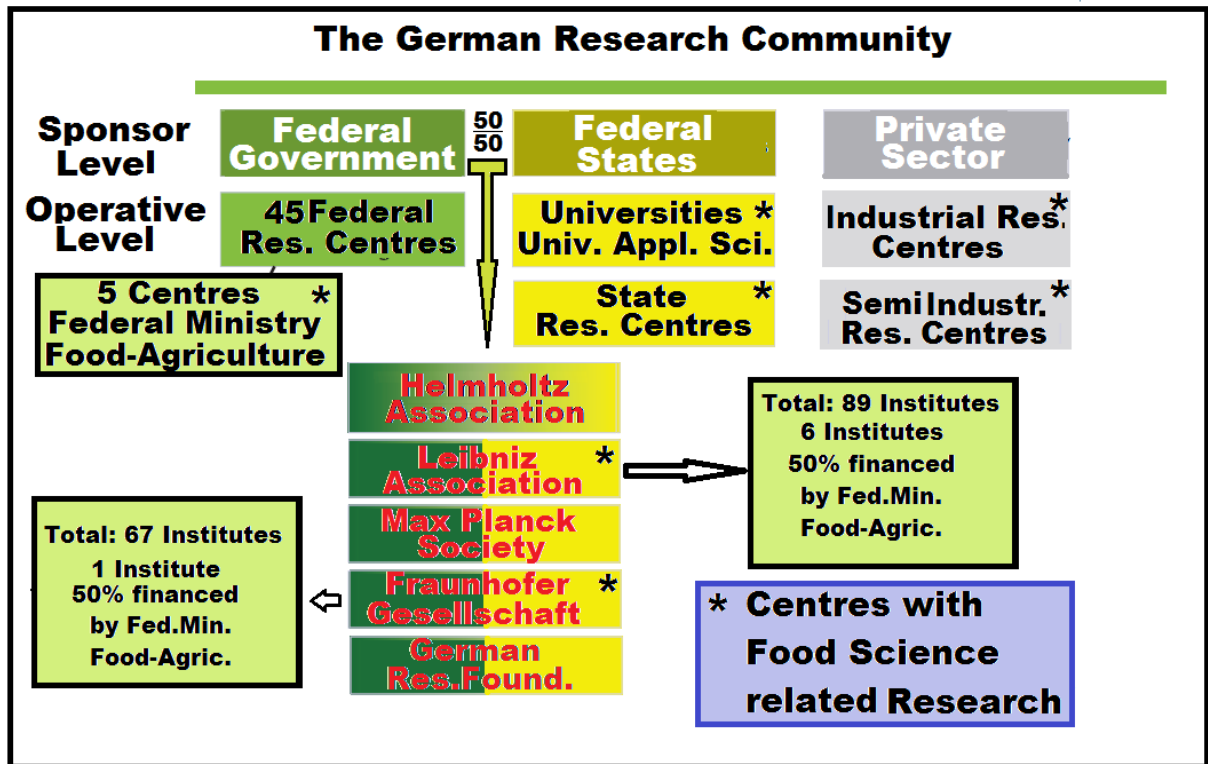 The German Research Community
Sponsor
Level
Federal
Government
50
50
Federal
States
Private
Sector
Operative
Level
45 Federal
Res. Centres
Universities *
Univ. Appl. Sci.
Industrial Res. *
Centres
5 Centres *
Federal Ministry
Food-Agriculture
State *
Res. Centres
Semi Industr. *
Res. Centres
Helmholtz
Association
Leibniz *
Association
Total: 89 Institutes
6 Institutes
50% financed
by Fed.Min.
Food-Agric.
Max Planck
Society
Fraunhofer *
Gesellschaft
Total: 67 Institutes
1 Institute
50% financed
by Fed.Min.
Food-Agric.
German
Res.Found.
* Centres with
Food Science
related Research